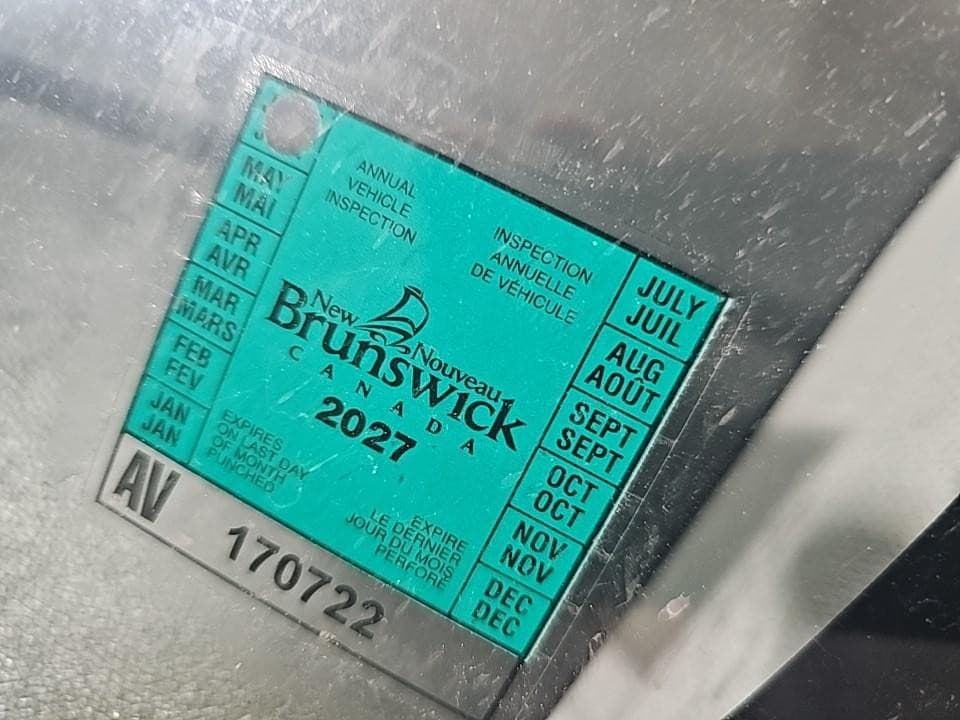 MAY
MAI
APR
AVR
MAR
MARS
FEB
FEV
JAN
JAN
ANNUAL
VEHICLE
INSPECTION
INSPECTION
ANNUELLE
DE VÉHICULE
New Nouveau
Brunswick
CANADA
2027
EXPIRES
ON LAST DAY
OF MONTH
PUNCHED
EXPIRE
LE DERNIER
JOUR DU MOIS
PERFORÉ
JULY
JUIL
AUG
AOÛT
SEPT
SEPT
OCT
OCT
NOV
NOV
DEC
DEC
AV 170722